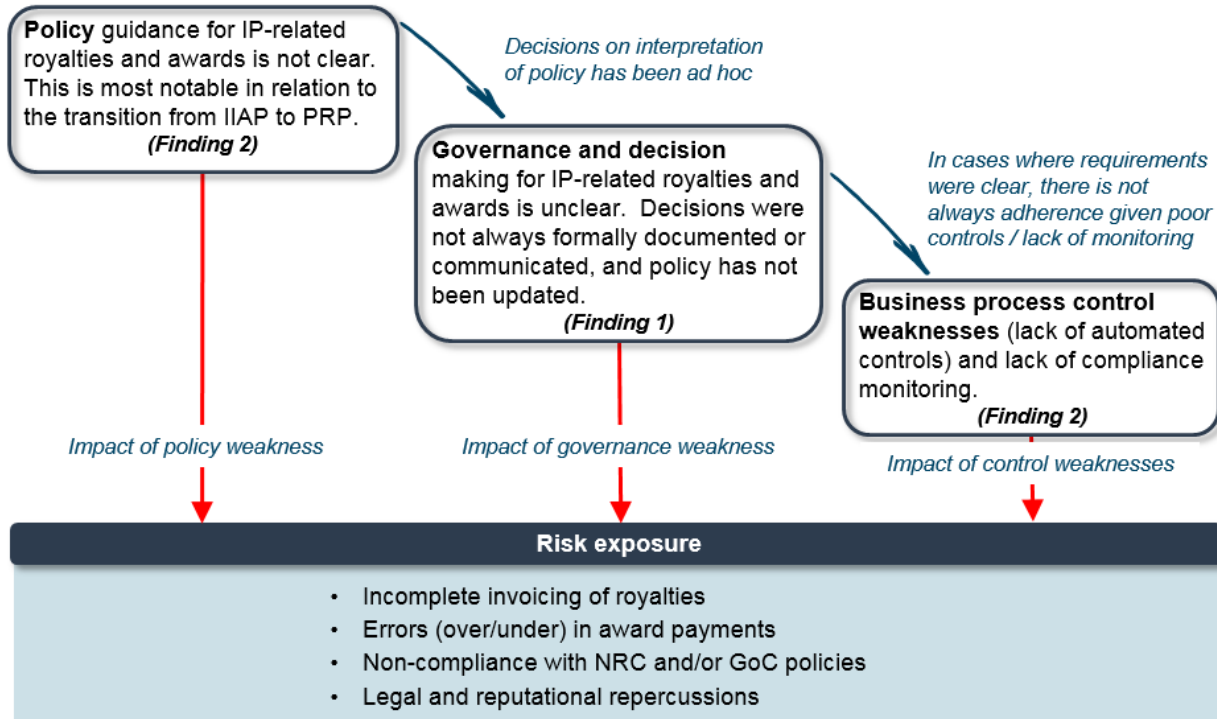 Policy guidance for IP-related
royalties and awards is not clear.
This is most notable in relation to
the transition from IIAP to PRP.
(Finding 2)
Decisions on interpretation
of policy has been ad hoc
Governance and decision
making for IP-related royalties and
awards is unclear.  Decisions were
not always formally documented or
communicated, and policy has not
been updated.
(Finding 1)
In cases where requirements
were clear, there is not
always adherence given poor
controls / lack of monitoring
Business process control
weaknesses (lack of automated
controls) and lack of compliance
monitoring.
(Finding 2)
Impact of policy weakness
Impact of governance weakness
Impact of control weaknesses
Risk exposure
• Incomplete invoicing of royalties
• Errors (over/under) in award payments
• Non-compliance with NRC and/or GoC policies
• Legal and reputational repercussions